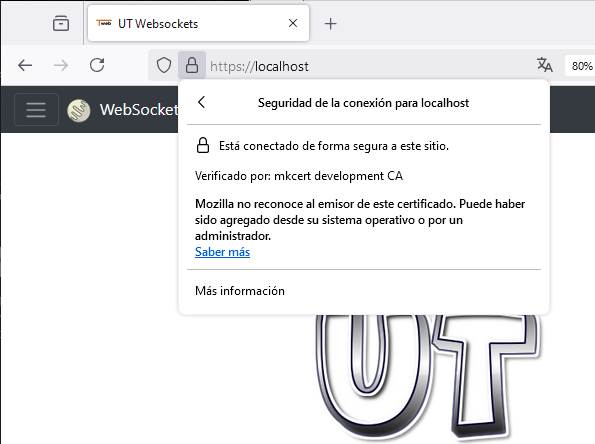 UT Websockets
https://localhost
80%
WebSocket
Seguridad de la conexión para localhost
Está conectado de forma segura a este sitio.
Verificado por: mkcert development CA
Mozilla no reconoce al emisor de este certificado. Puede haber
sido agregado desde su sistema operativo o por un
administrador.
Saber más
Más información
UT